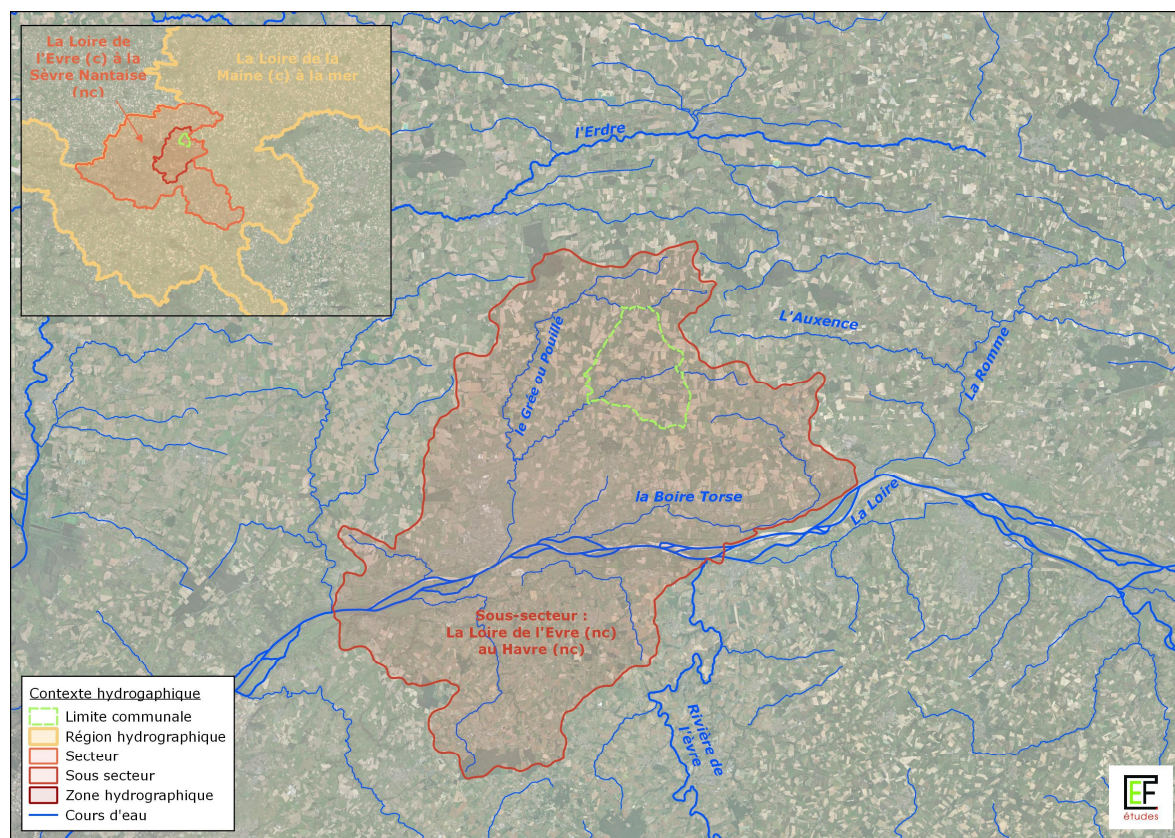 La Loire de
l'Evre (c) à la
Sèvre Nantaise
(nc)
La Loire de la
Maine (c) à la mer
l'Erdre
L'Auxence
La Romme
le Grée ou Pouillé
la Boire Torse
La Loire
Sous-secteur :
La Loire de l'Evre (nc)
au Havre (nc)
Rivière de
l'èvre
Contexte hydrogaphique
Limite communale
Région hydrographique
Secteur
Sous secteur
Zone hydrographique
Cours d'eau
EF
études